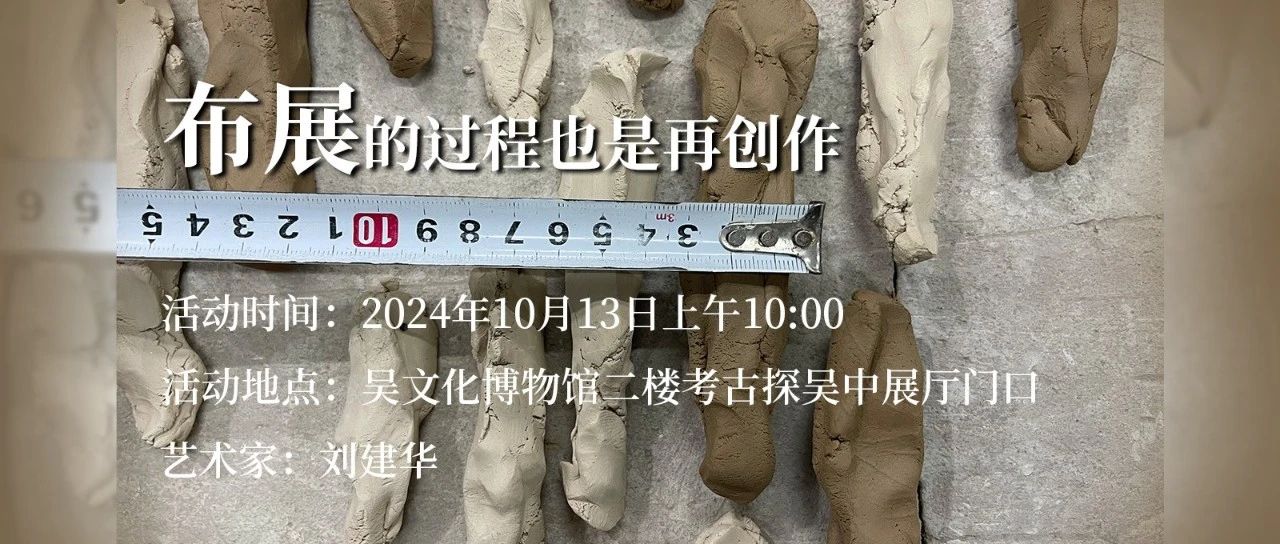 布展的过程也是再创作
5 4 3 2 1 10 9 8 7 6 5 4 3
3m
活动时间：2024年10月13日上午10:00
活动地点：吴文化博物馆二楼考古探吴中展厅门口
艺术家：刘建华